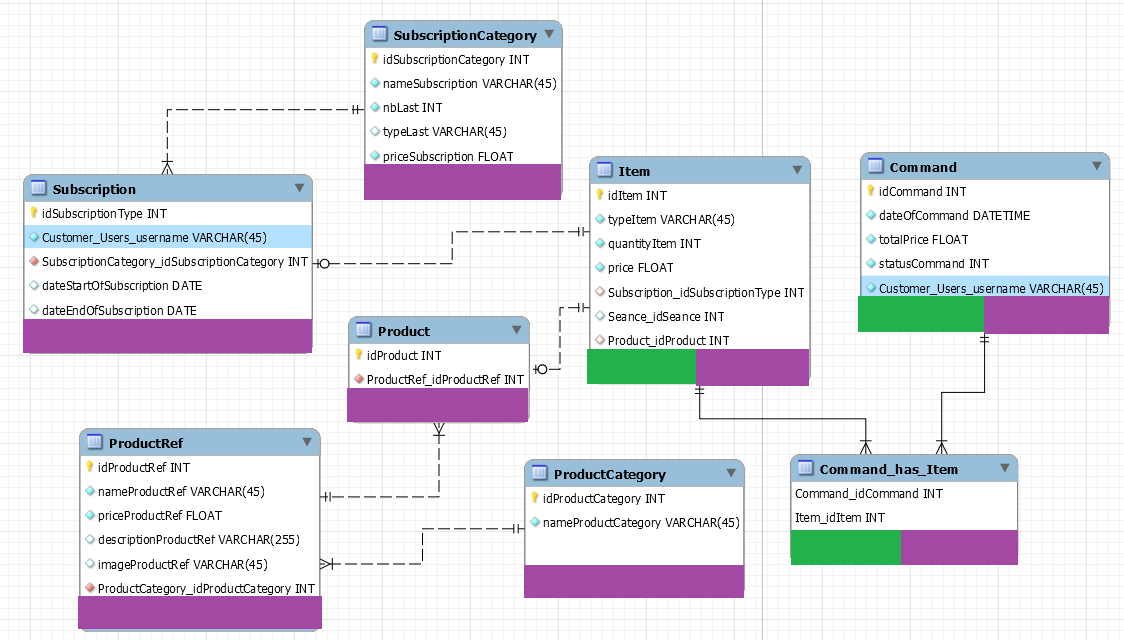 SubscriptionCategory
idSubscriptionCategory INT
nameSubscription VARCHAR(45)
nbLast INT
typeLast VARCHAR(45)
priceSubscription FLOAT
Subscription
idSubscriptionType INT
Customer_Users_username VARCHAR(45)
SubscriptionCategory_idSubscriptionCategory INT
dateStartOfSubscription DATE
dateEndOfSubscription DATE
Item
idItem INT
typeItem VARCHAR(45)
quantityItem INT
price FLOAT
Subscription_idSubscriptionType INT
Seance_idSeance INT
Product_idProduct INT
Command
idCommand INT
dateOfCommand DATETIME
totalPrice FLOAT
statusCommand INT
Customer_Users_username VARCHAR(45)
Product
idProduct INT
ProductRef_idProductRef INT
ProductRef
idProductRef INT
nameProductRef VARCHAR(45)
priceProductRef FLOAT
descriptionProductRef VARCHAR(255)
imageProductRef VARCHAR(45)
ProductCategory_idProductCategory INT
ProductCategory
idProductCategory INT
nameProductCategory VARCHAR(45)
Command_has_Item
Command_idCommand INT
Item_idItem INT